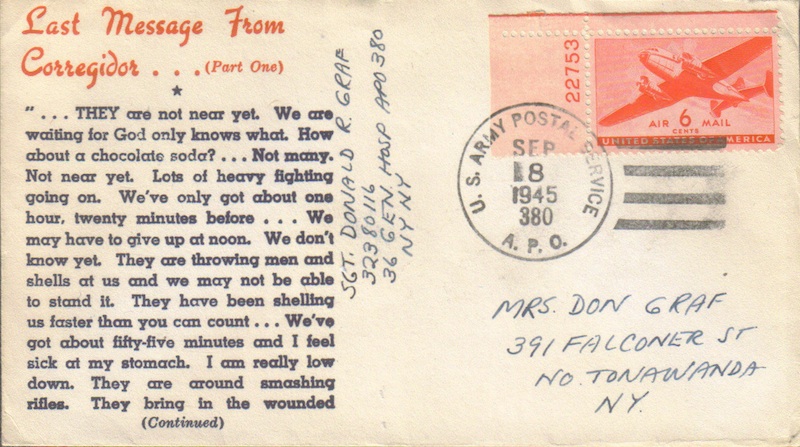 Last Message From
Corregidor . . . (Part One)
★
". . . THEY are not near yet. We are
waiting for God only knows what. How
about a chocolate soda? . . . Not many.
Not near yet. Lots of heavy fighting
going on. We've only got about one
hour, twenty minutes before . . . We
may have to give up at noon. We don't
know yet. They are throwing men and
shells at us and we may not be able
to stand it. They have been shelling
us faster than you can count . . . We've
got about fifty-five minutes and I feel
sick at my stomach. I am really low
down. They are around smashing
rifles. They bring in the wounded
(Continued)
SGT. DONALD R. GRAF
32380116
36 GEN. HOSP APO 380
NY NY
22753
AIR 6 MAIL
CENTS
UNITED STATES OF AMERICA
U. S. ARMY POSTAL SERVICE
SEP
18
1945
380
A. P. O.
MRS. DON GRAF
391 FALCONER ST
NO. TONAWANDA
NY.